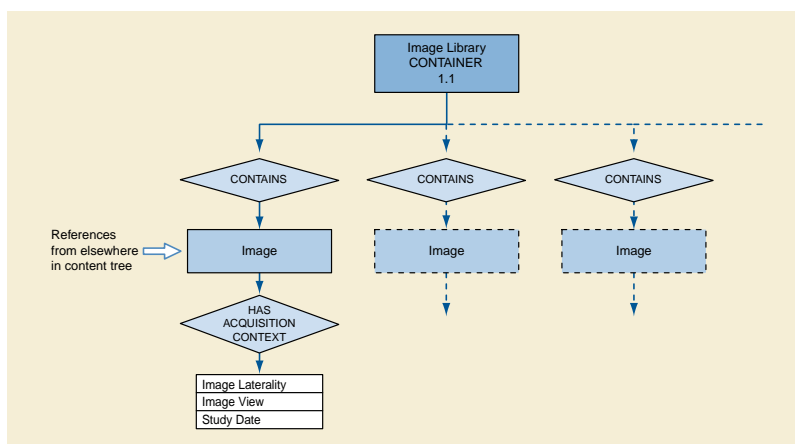 Image Library
CONTAINER
1.1
CONTAINS
CONTAINS
CONTAINS
References
from elsewhere
in content tree
Image
Image
Image
HAS
ACQUISITION
CONTEXT
Image Laterality
Image View
Study Date